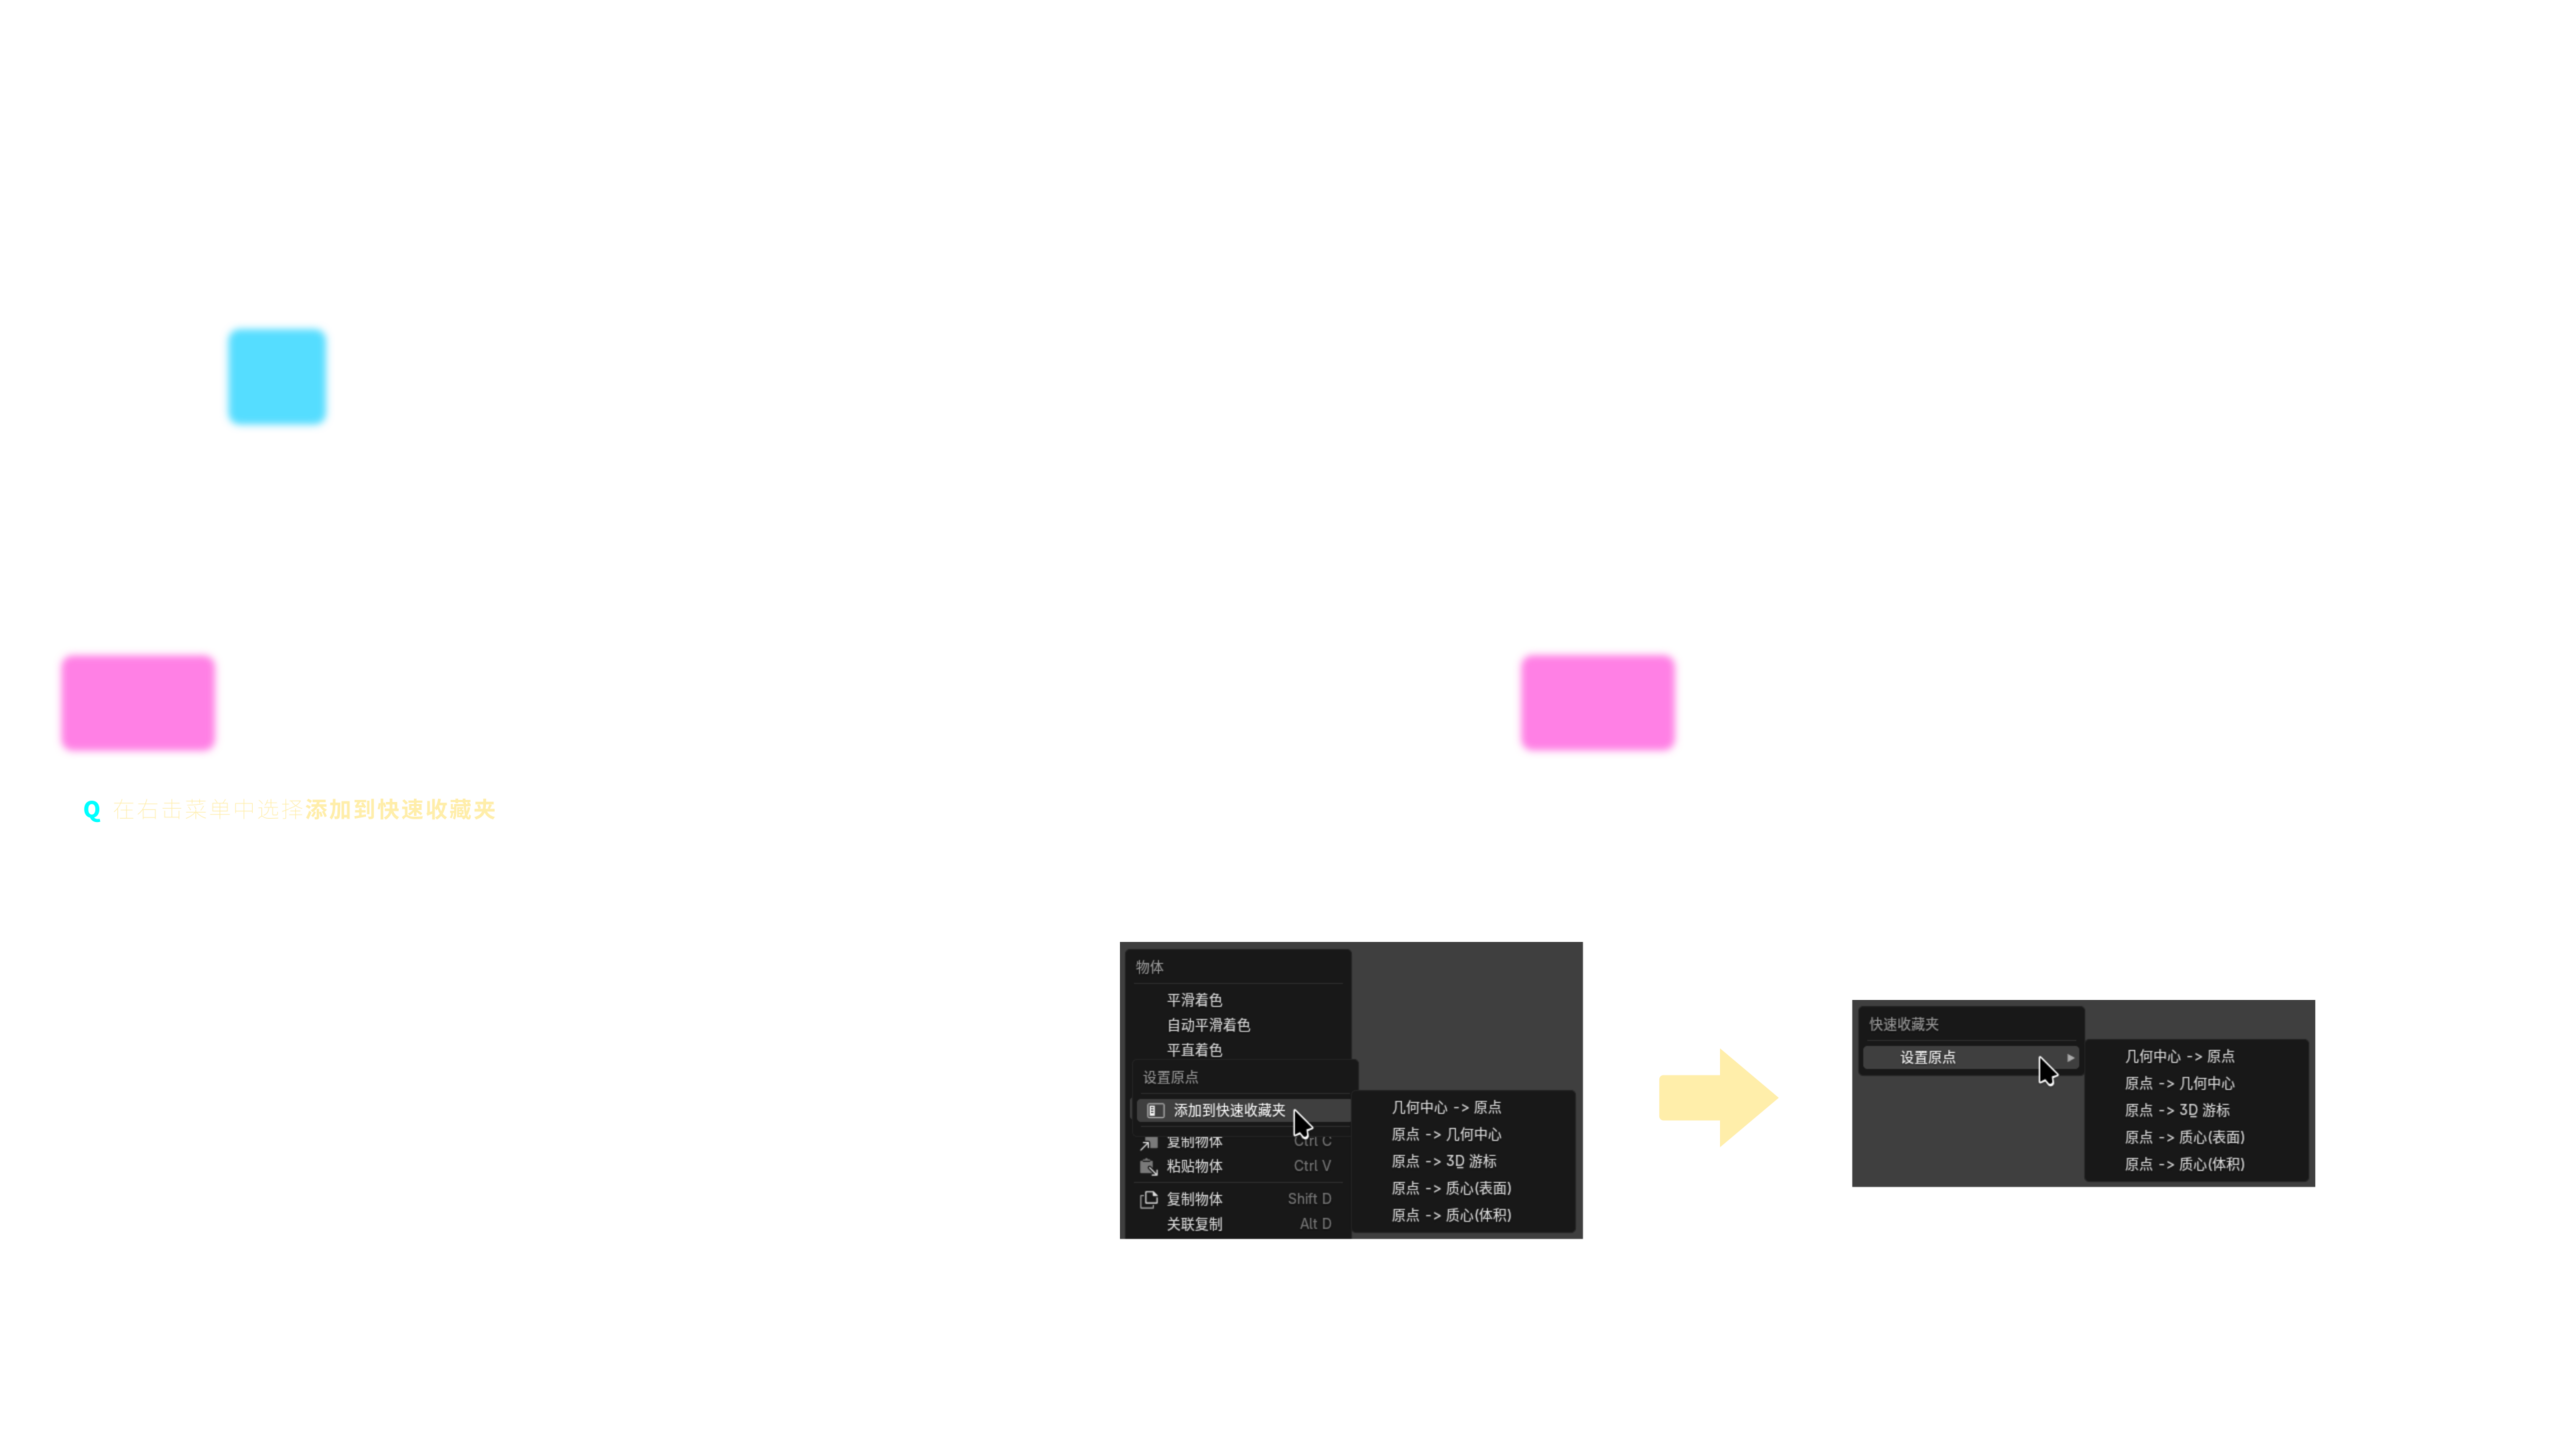 Q 在右击菜单中选择添加到快速收藏夹
物体
平滑着色
自动平滑着色
平直着色
设置原点
添加到快速收藏夹
复制物体 Ctrl C
粘贴物体 Ctrl V
复制物体 Shift D
关联复制 Alt D
几何中心 -> 原点
原点 -> 几何中心
原点 -> 3D 游标
原点 -> 质心(表面)
原点 -> 质心(体积)
快速收藏夹
设置原点
几何中心 -> 原点
原点 -> 几何中心
原点 -> 3D 游标
原点 -> 质心(表面)
原点 -> 质心(体积)